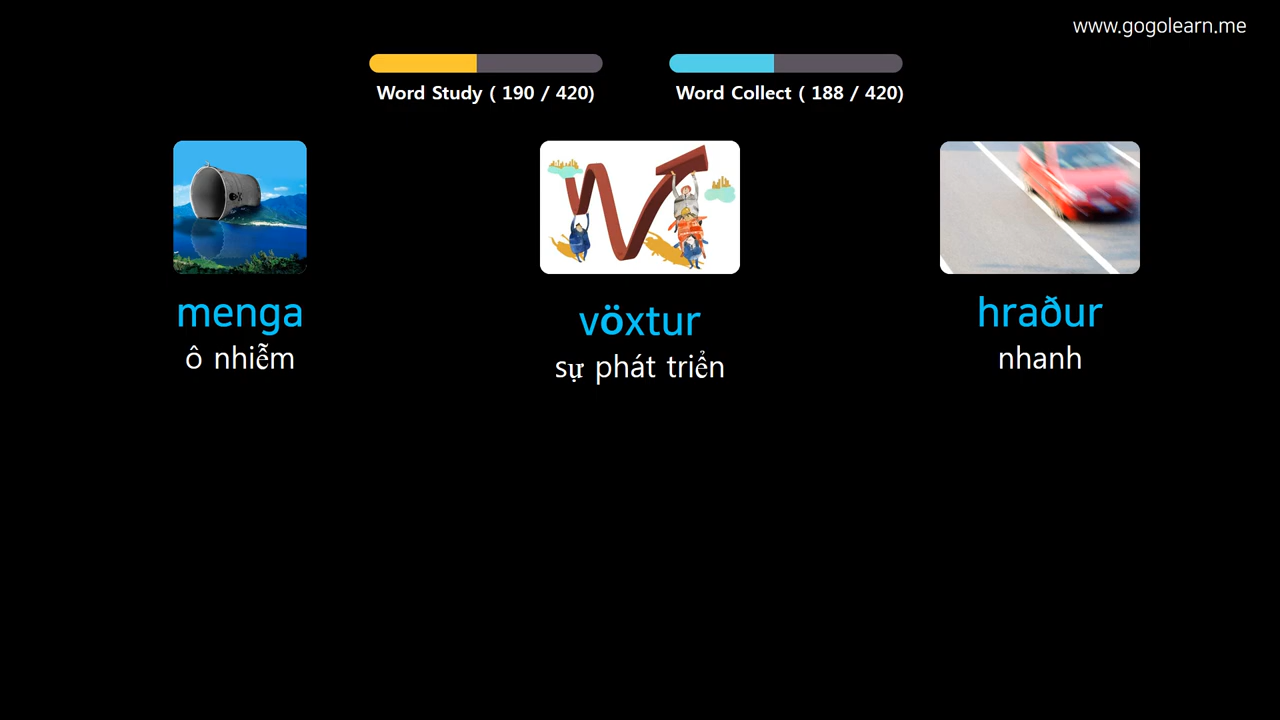 www.gogolearn.me
Word Study ( 190 / 420)
Word Collect ( 188 / 420)
menga
ô nhiễm
vöxtur
sự phát triển
hraður
nhanh